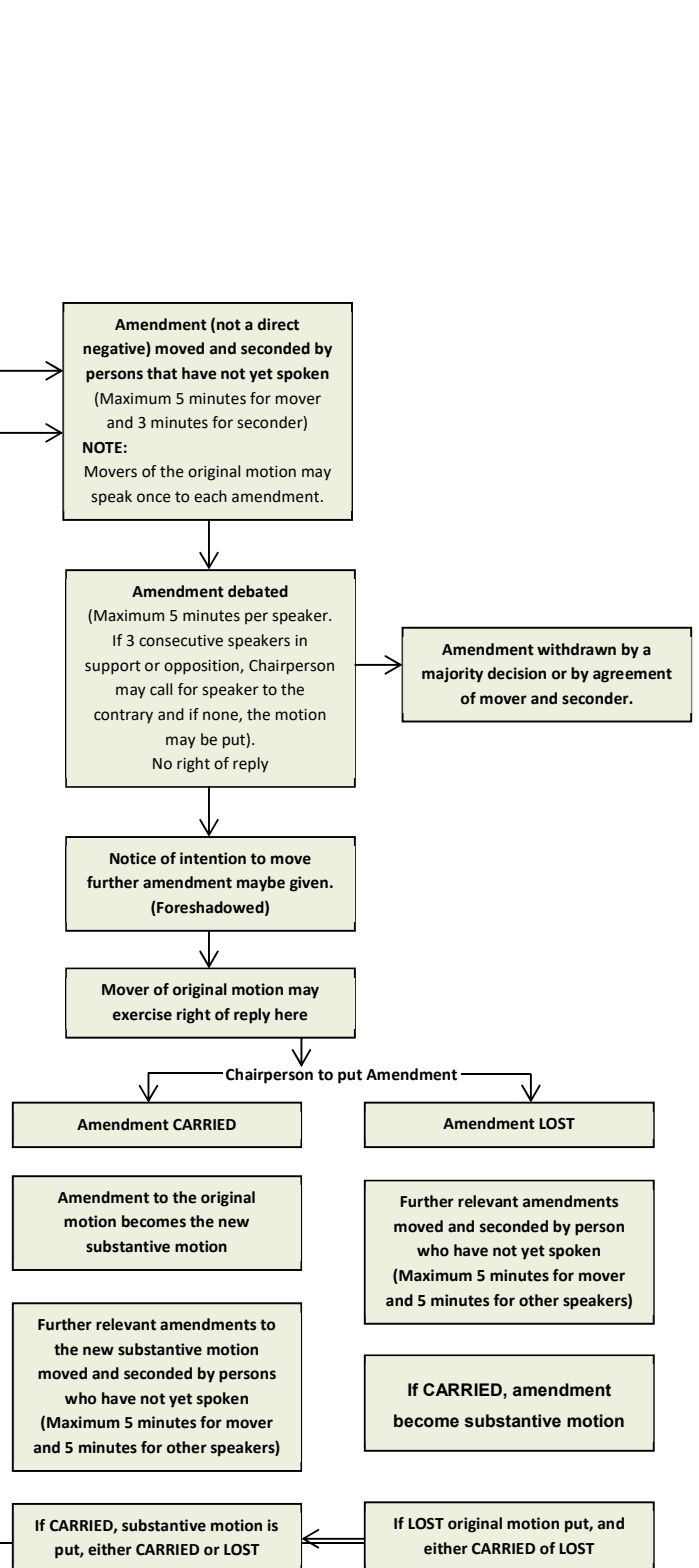 Amendment (not a direct
negative) moved and seconded by
persons that have not yet spoken
(Maximum 5 minutes for mover
and 3 minutes for seconder)
NOTE:
Movers of the original motion may
speak once to each amendment.
Amendment debated
(Maximum 5 minutes per speaker.
If 3 consecutive speakers in
support or opposition, Chairperson
may call for speaker to the
contrary and if none, the motion
may be put).
No right of reply
Amendment withdrawn by a
majority decision or by agreement
of mover and seconder.
Notice of intention to move
further amendment maybe given.
(Foreshadowed)
Mover of original motion may
exercise right of reply here
Chairperson to put Amendment
Amendment CARRIED
Amendment to the original
motion becomes the new
substantive motion
Further relevant amendments to
the new substantive motion
moved and seconded by persons
who have not yet spoken
(Maximum 5 minutes for mover
and 5 minutes for other speakers)
If CARRIED, substantive motion is
put, either CARRIED or LOST
Amendment LOST
Further relevant amendments
moved and seconded by person
who have not yet spoken
(Maximum 5 minutes for mover
and 5 minutes for other speakers)
If CARRIED, amendment
become substantive motion
If LOST original motion put, and
either CARRIED of LOST